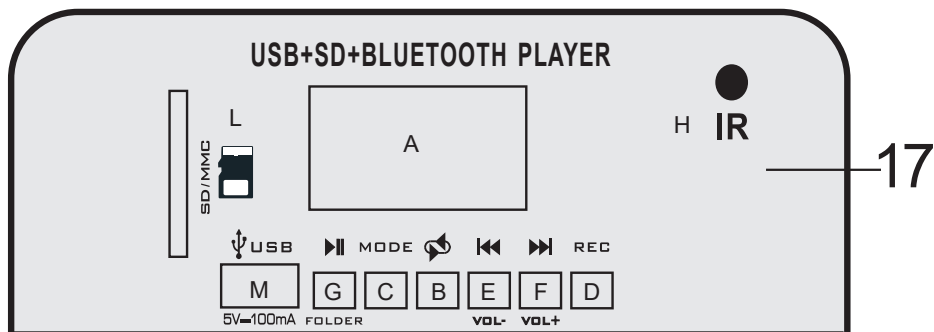 USB+SD+BLUETOOTH PLAYER
L
A
H IR
17
SD/MMC
USB MODE REC
M G C B E F D
5V=100mA FOLDER VOL- VOL+